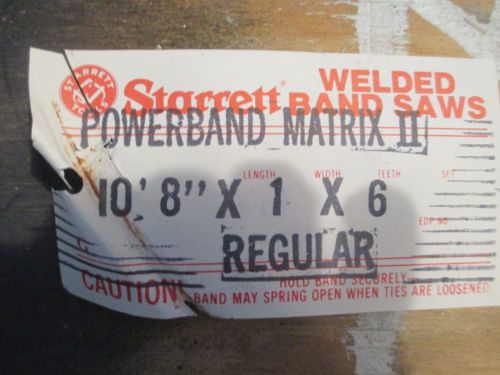 WELDED
Starrett BAND SAWS
POWERBAND MATRIX II
LENGTH WIDTH TEETH SET
10' 8" X 1 X 6
EDP NO.
REGULAR
HOLD BAND SECURELY
CAUTION! BAND MAY SPRING OPEN WHEN TIES ARE LOOSENED.
STARRETT